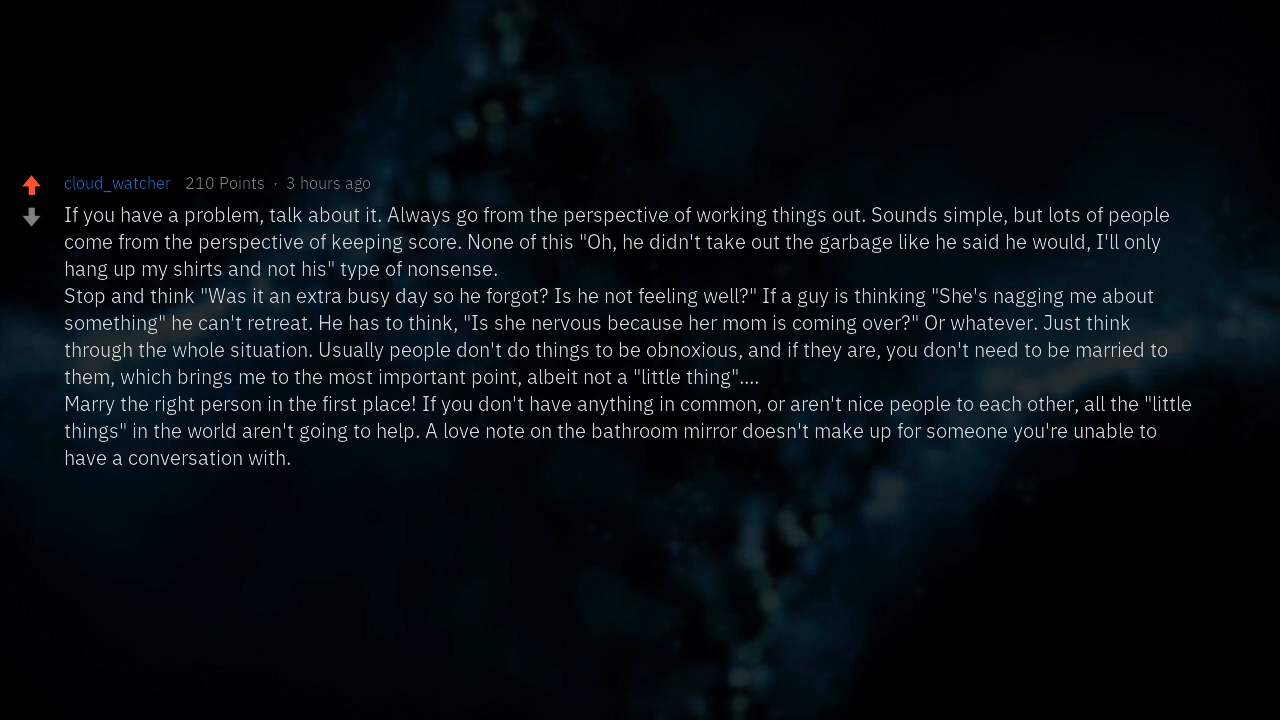 cloud_watcher 210 Points · 3 hours ago
If you have a problem, talk about it. Always go from the perspective of working things out. Sounds simple, but lots of people
come from the perspective of keeping score. None of this "Oh, he didn't take out the garbage like he said he would, I'll only
hang up my shirts and not his" type of nonsense.
Stop and think "Was it an extra busy day so he forgot? Is he not feeling well?" If a guy is thinking "She's nagging me about
something" he can't retreat. He has to think, "Is she nervous because her mom is coming over?" Or whatever. Just think
through the whole situation. Usually people don't do things to be obnoxious, and if they are, you don't need to be married to
them, which brings me to the most important point, albeit not a "little thing"....
Marry the right person in the first place! If you don't have anything in common, or aren't nice people to each other, all the "little
things" in the world aren't going to help. A love note on the bathroom mirror doesn't make up for someone you're unable to
have a conversation with.